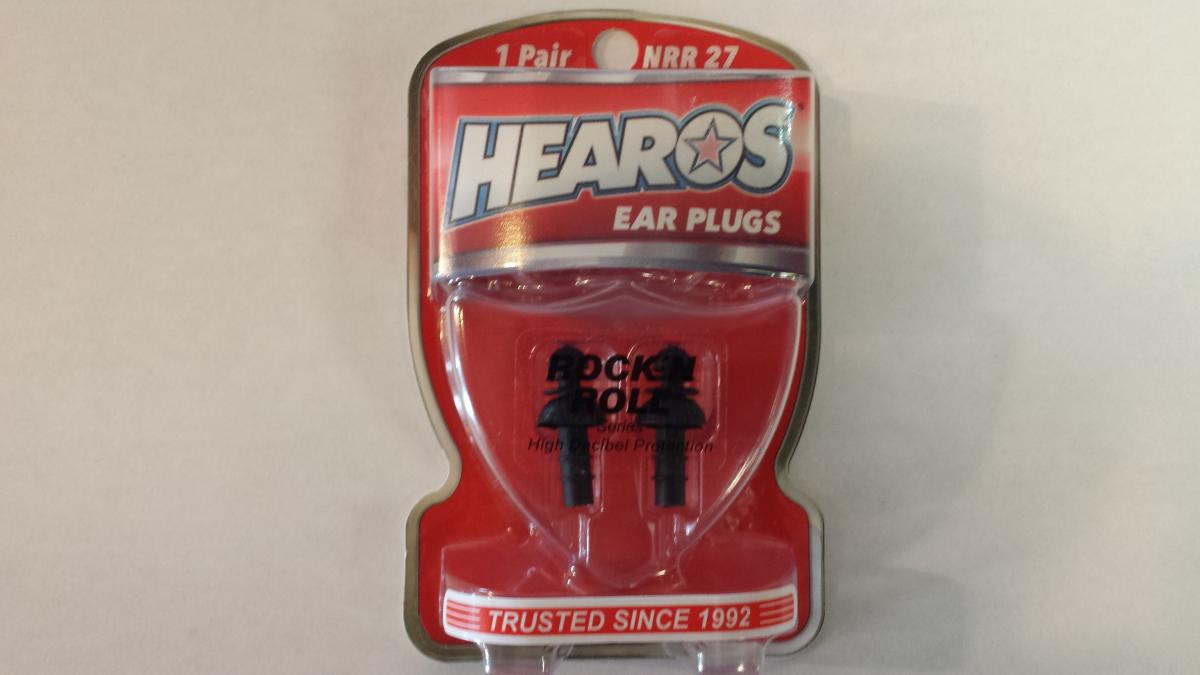 1 Pair NRR 27
HEAROS
EAR PLUGS
ROCK 'N
ROLL
Series
High Decibel Protection
TRUSTED SINCE 1992